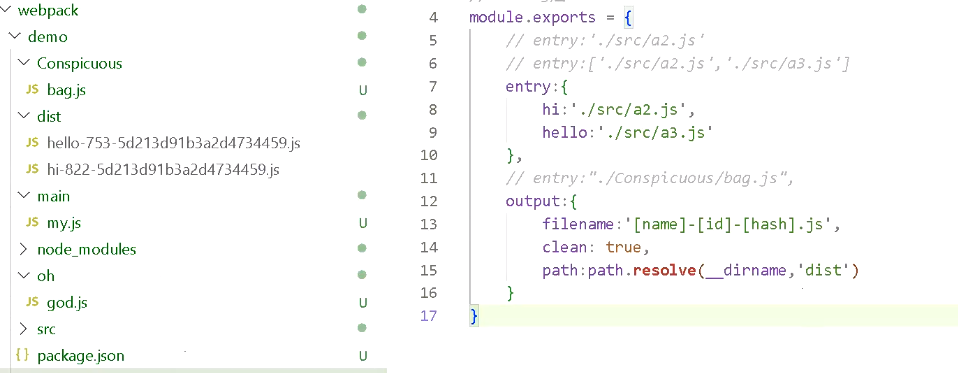 webpack
demo
Conspicuous
JS bag.js U
dist
JS hello-753-5d213d91b3a2d4734459.js
JS hi-822-5d213d91b3a2d4734459.js
main
JS my.js U
node_modules
oh
JS god.js U
src
{} package.json U
4 module.exports = {
5 // entry:'./src/a2.js'
6 // entry:['./src/a2.js','./src/a3.js']
7 entry:{
8 hi:'./src/a2.js',
9 hello:'./src/a3.js'
10 },
11 // entry:"./Conspicuous/bag.js",
12 output:{
13 filename:'[name]-[id]-[hash].js',
14 clean: true,
15 path:path.resolve(__dirname,'dist')
16 }
17 }